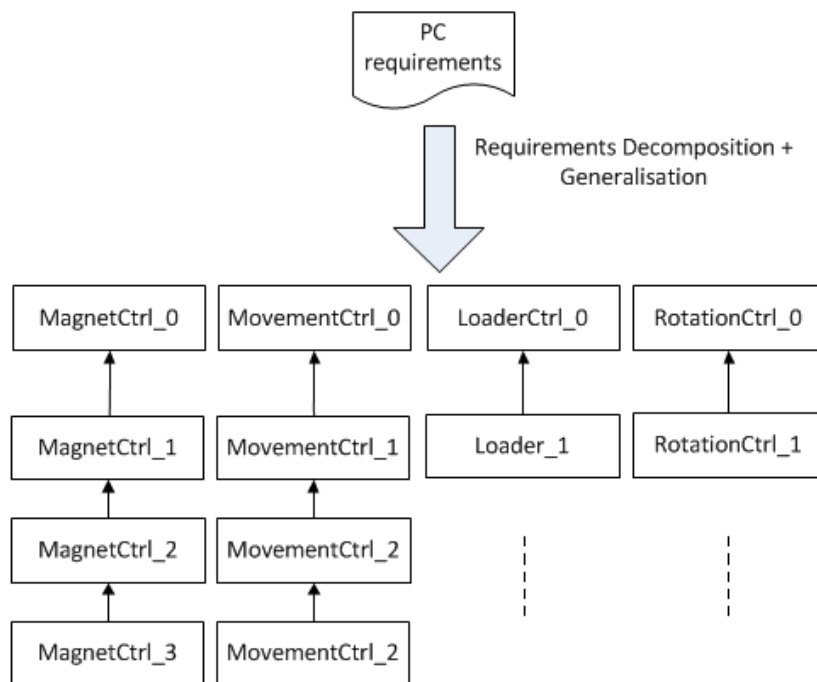 PC
requirements
Requirements Decomposition +
Generalisation
MagnetCtrl_0
MovementCtrl_0
LoaderCtrl_0
RotationCtrl_0
MagnetCtrl_1
MovementCtrl_1
Loader_1
RotationCtrl_1
MagnetCtrl_2
MovementCtrl_2
MagnetCtrl_3
MovementCtrl_2